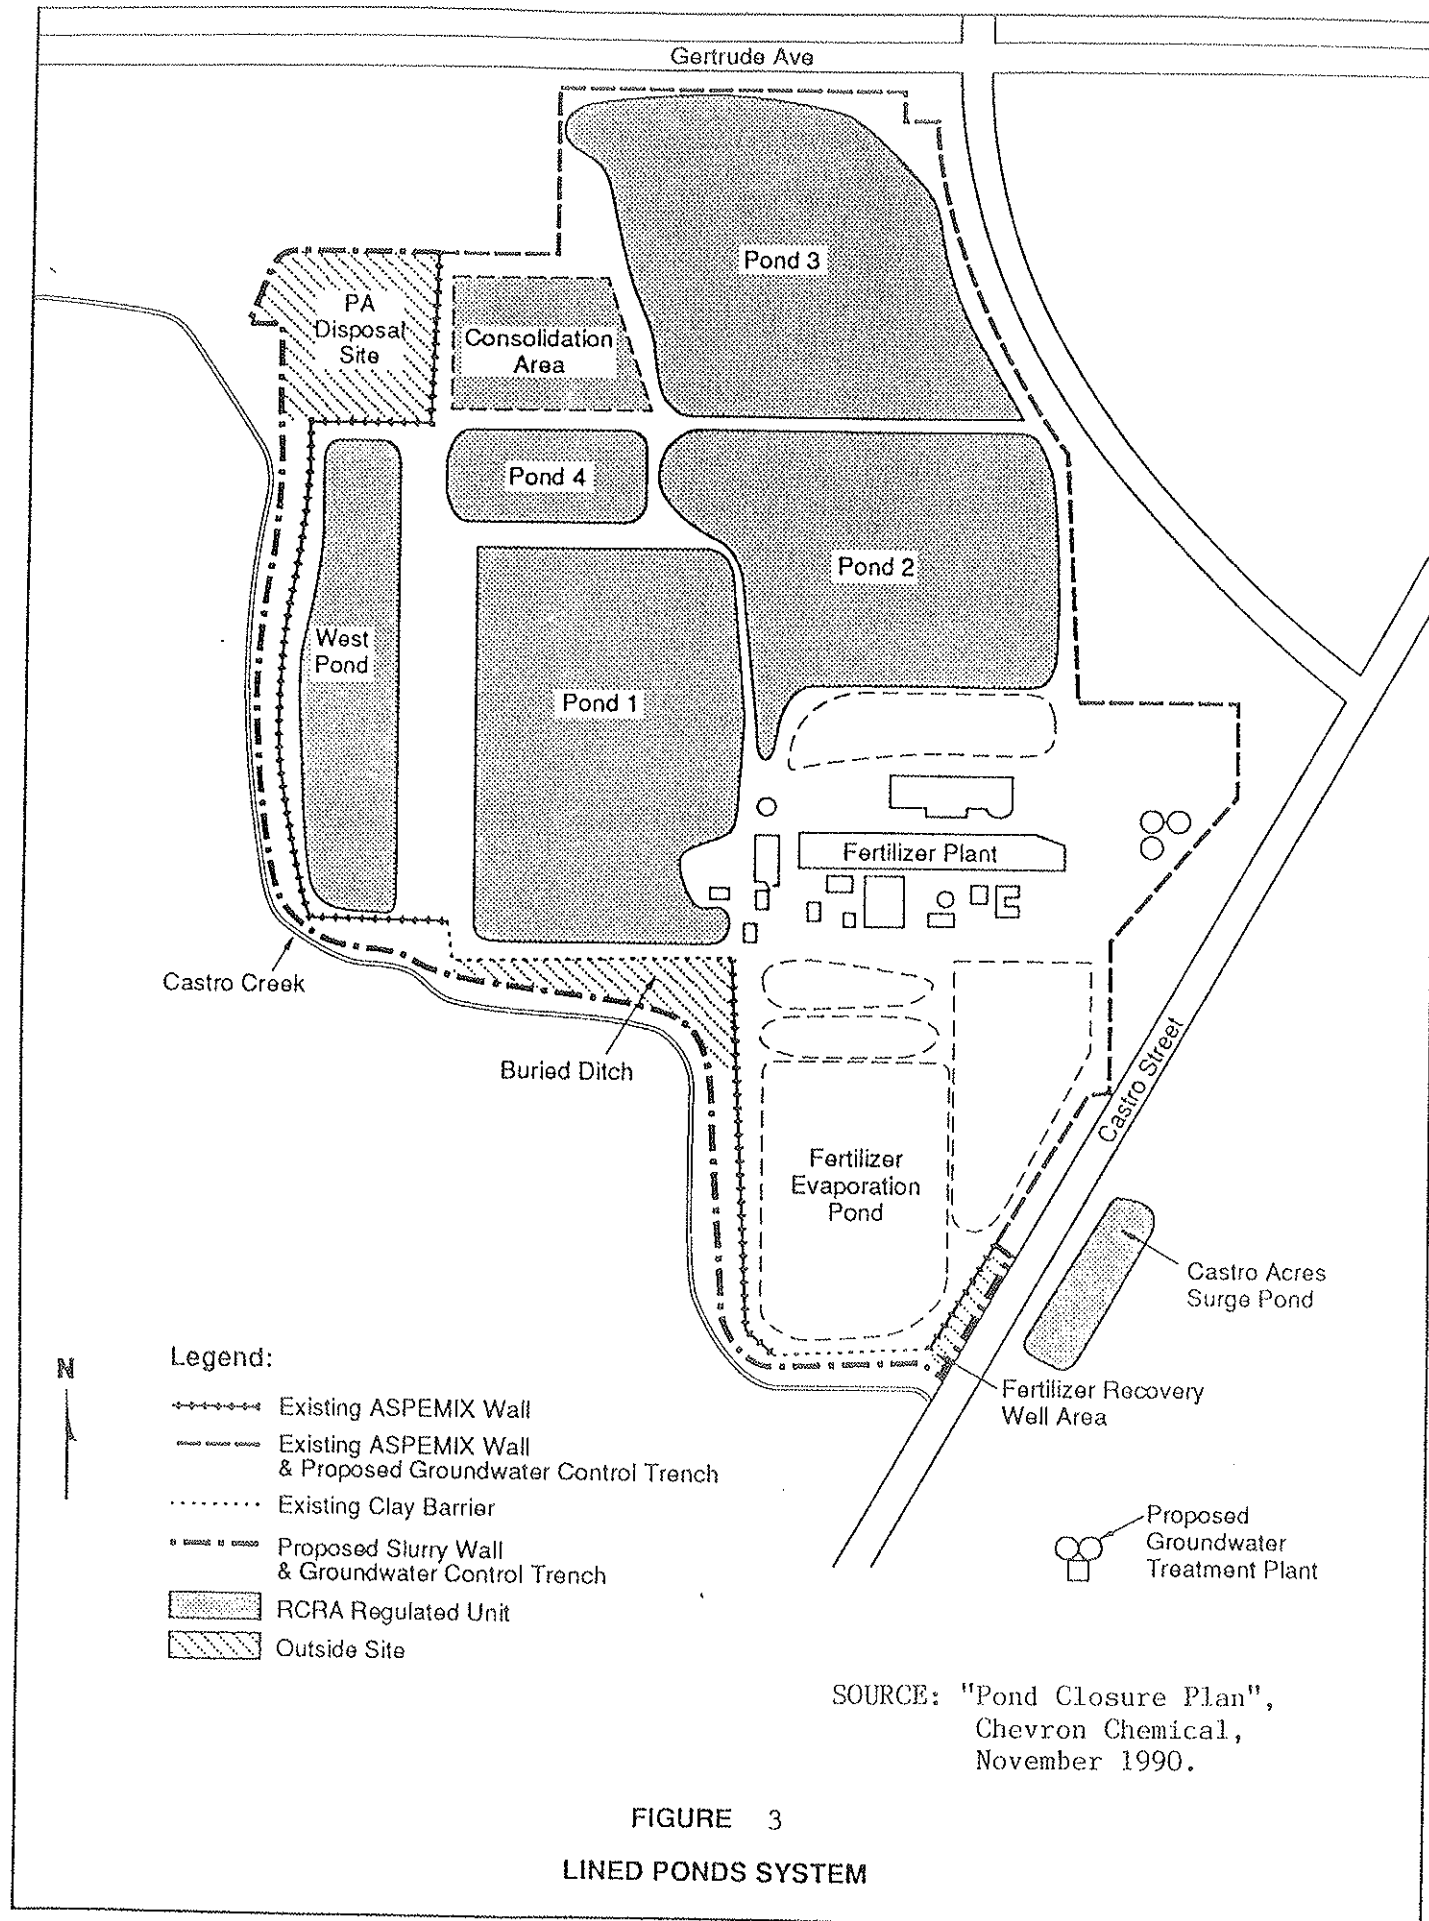 Gertrude Ave
Pond 3
PA
Disposal
Site
Consolidation
Area
Pond 4
Pond 2
West
Pond
Pond 1
Fertilizer Plant
Castro Creek
Buried Ditch
Castro Street
Fertilizer
Evaporation
Pond
Castro Acres
Surge Pond
Fertilizer Recovery
Well Area
N
Legend:
Existing ASPEMIX Wall
Existing ASPEMIX Wall
& Proposed Groundwater Control Trench
Existing Clay Barrier
Proposed Slurry Wall
& Groundwater Control Trench
RCRA Regulated Unit
Outside Site
Proposed
Groundwater
Treatment Plant
SOURCE: "Pond Closure Plan",
Chevron Chemical,
November 1990.
FIGURE 3
LINED PONDS SYSTEM